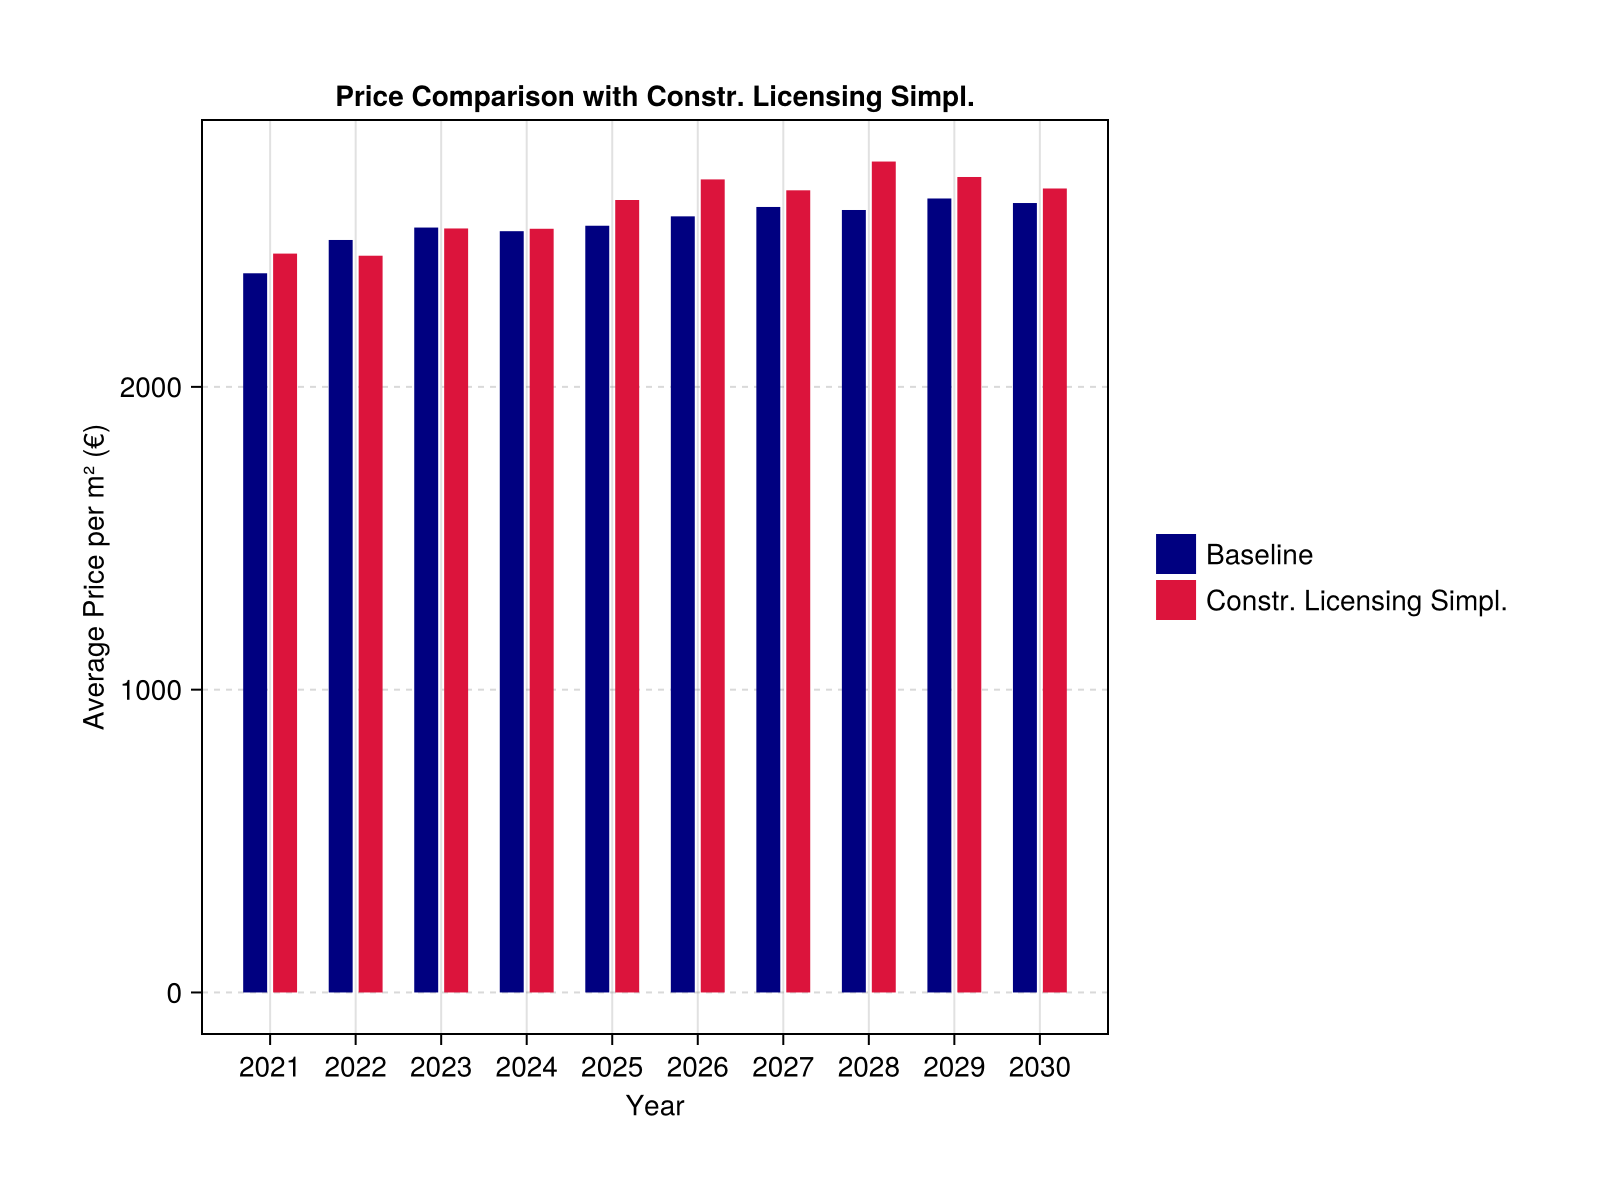 Price Comparison with Constr. Licensing Simpl.
Average Price per m² (€)
2000
1000
0
2021 2022 2023 2024 2025 2026 2027 2028 2029 2030
Year
Baseline
Constr. Licensing Simpl.